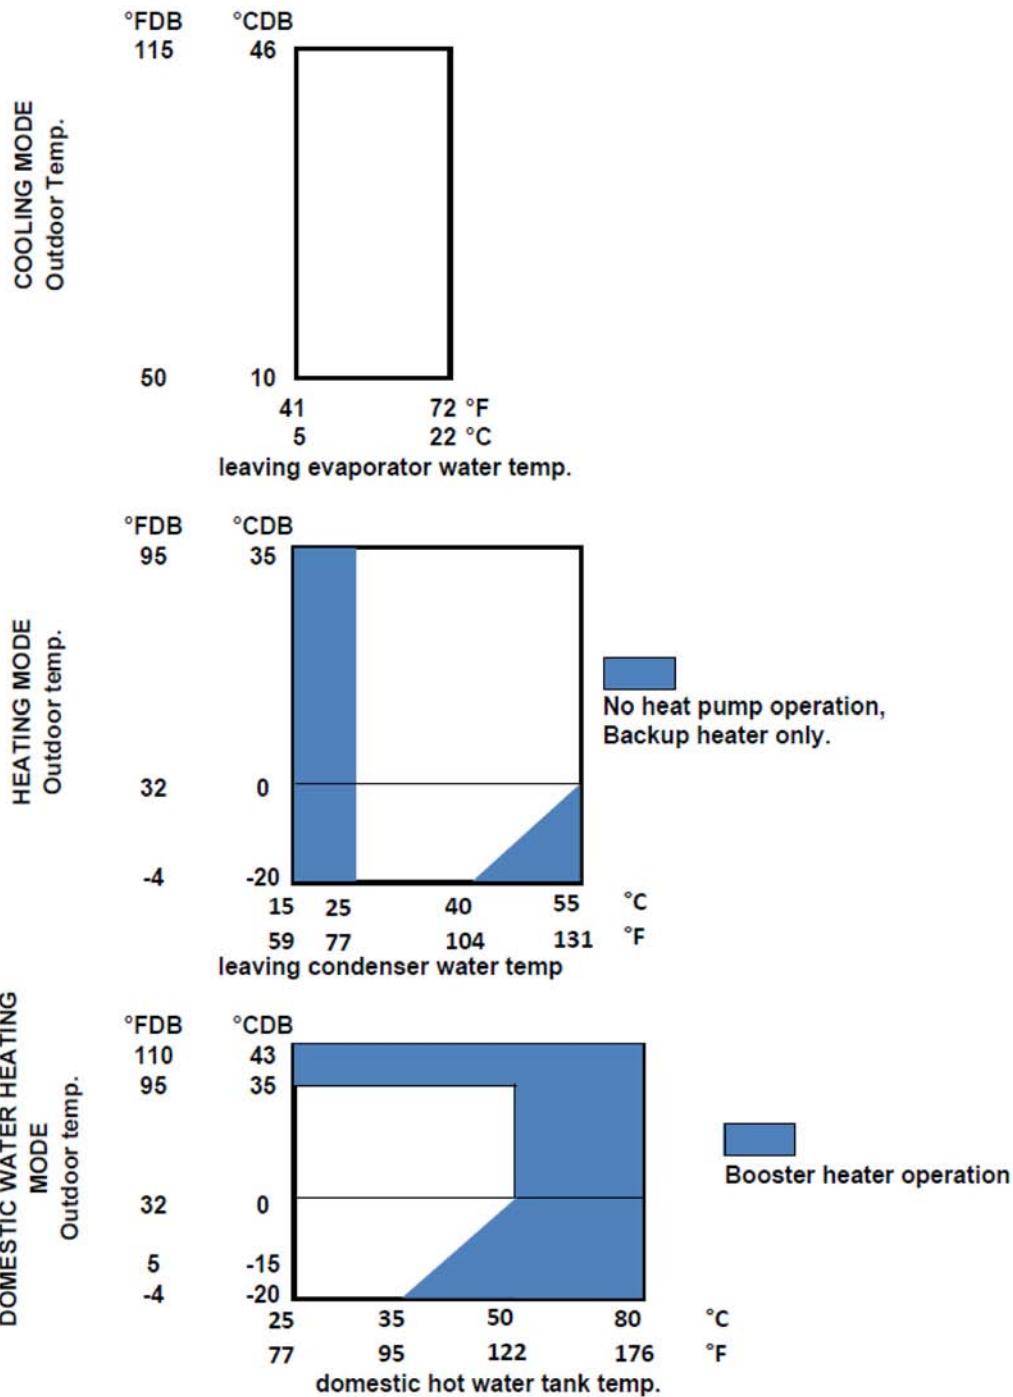 °FDB °CDB
115 46
COOLING MODE
Outdoor Temp.
50 10
41 72 °F
5 22 °C
leaving evaporator water temp.
°FDB °CDB
95 35
HEATING MODE
Outdoor temp.
No heat pump operation,
Backup heater only.
32 0
-4 -20
15 25 40 55 °C
59 77 104 131 °F
leaving condenser water temp
°FDB °CDB
110 43
95 35
DOMESTIC WATER HEATING
MODE
Outdoor temp.
Booster heater operation
32 0
5 -15
-4 -20
25 35 50 80 °C
77 95 122 176 °F
domestic hot water tank temp.